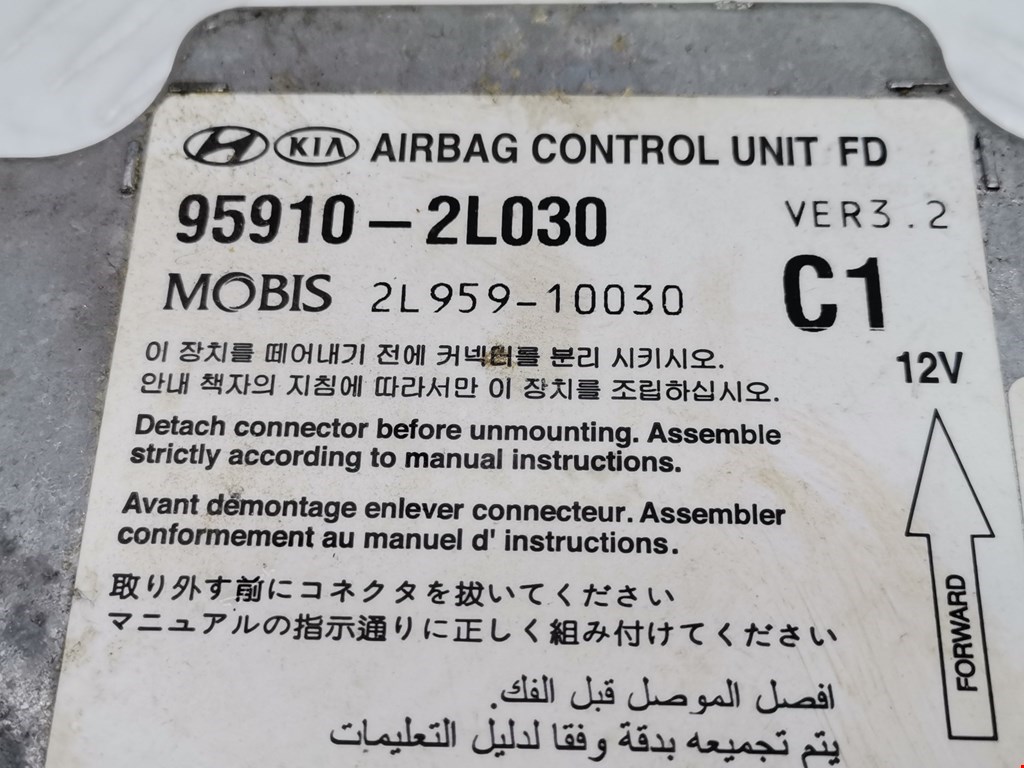 KIA AIRBAG CONTROL UNIT FD
95910-2L030
VER3.2
MOBIS 2L959-10030
C1
이 장치를 떼어내기 전에 커넥터를 분리 시키시오.
12V
안내 책자의 지침에 따라서만 이 장치를 조립하십시오.
Detach connector before unmounting. Assemble
strictly according to manual instructions.
Avant démontage enlever connecteur. Assembler
conformement au manuel d' instructions.
取り外す前にコネクタを抜いてください
マニュアルの指示通りに正しく組み付けてください
FORWARD
افصل الموصل قبل الفك.
يتم تجميعه بدقة وفقا لدليل التعليمات